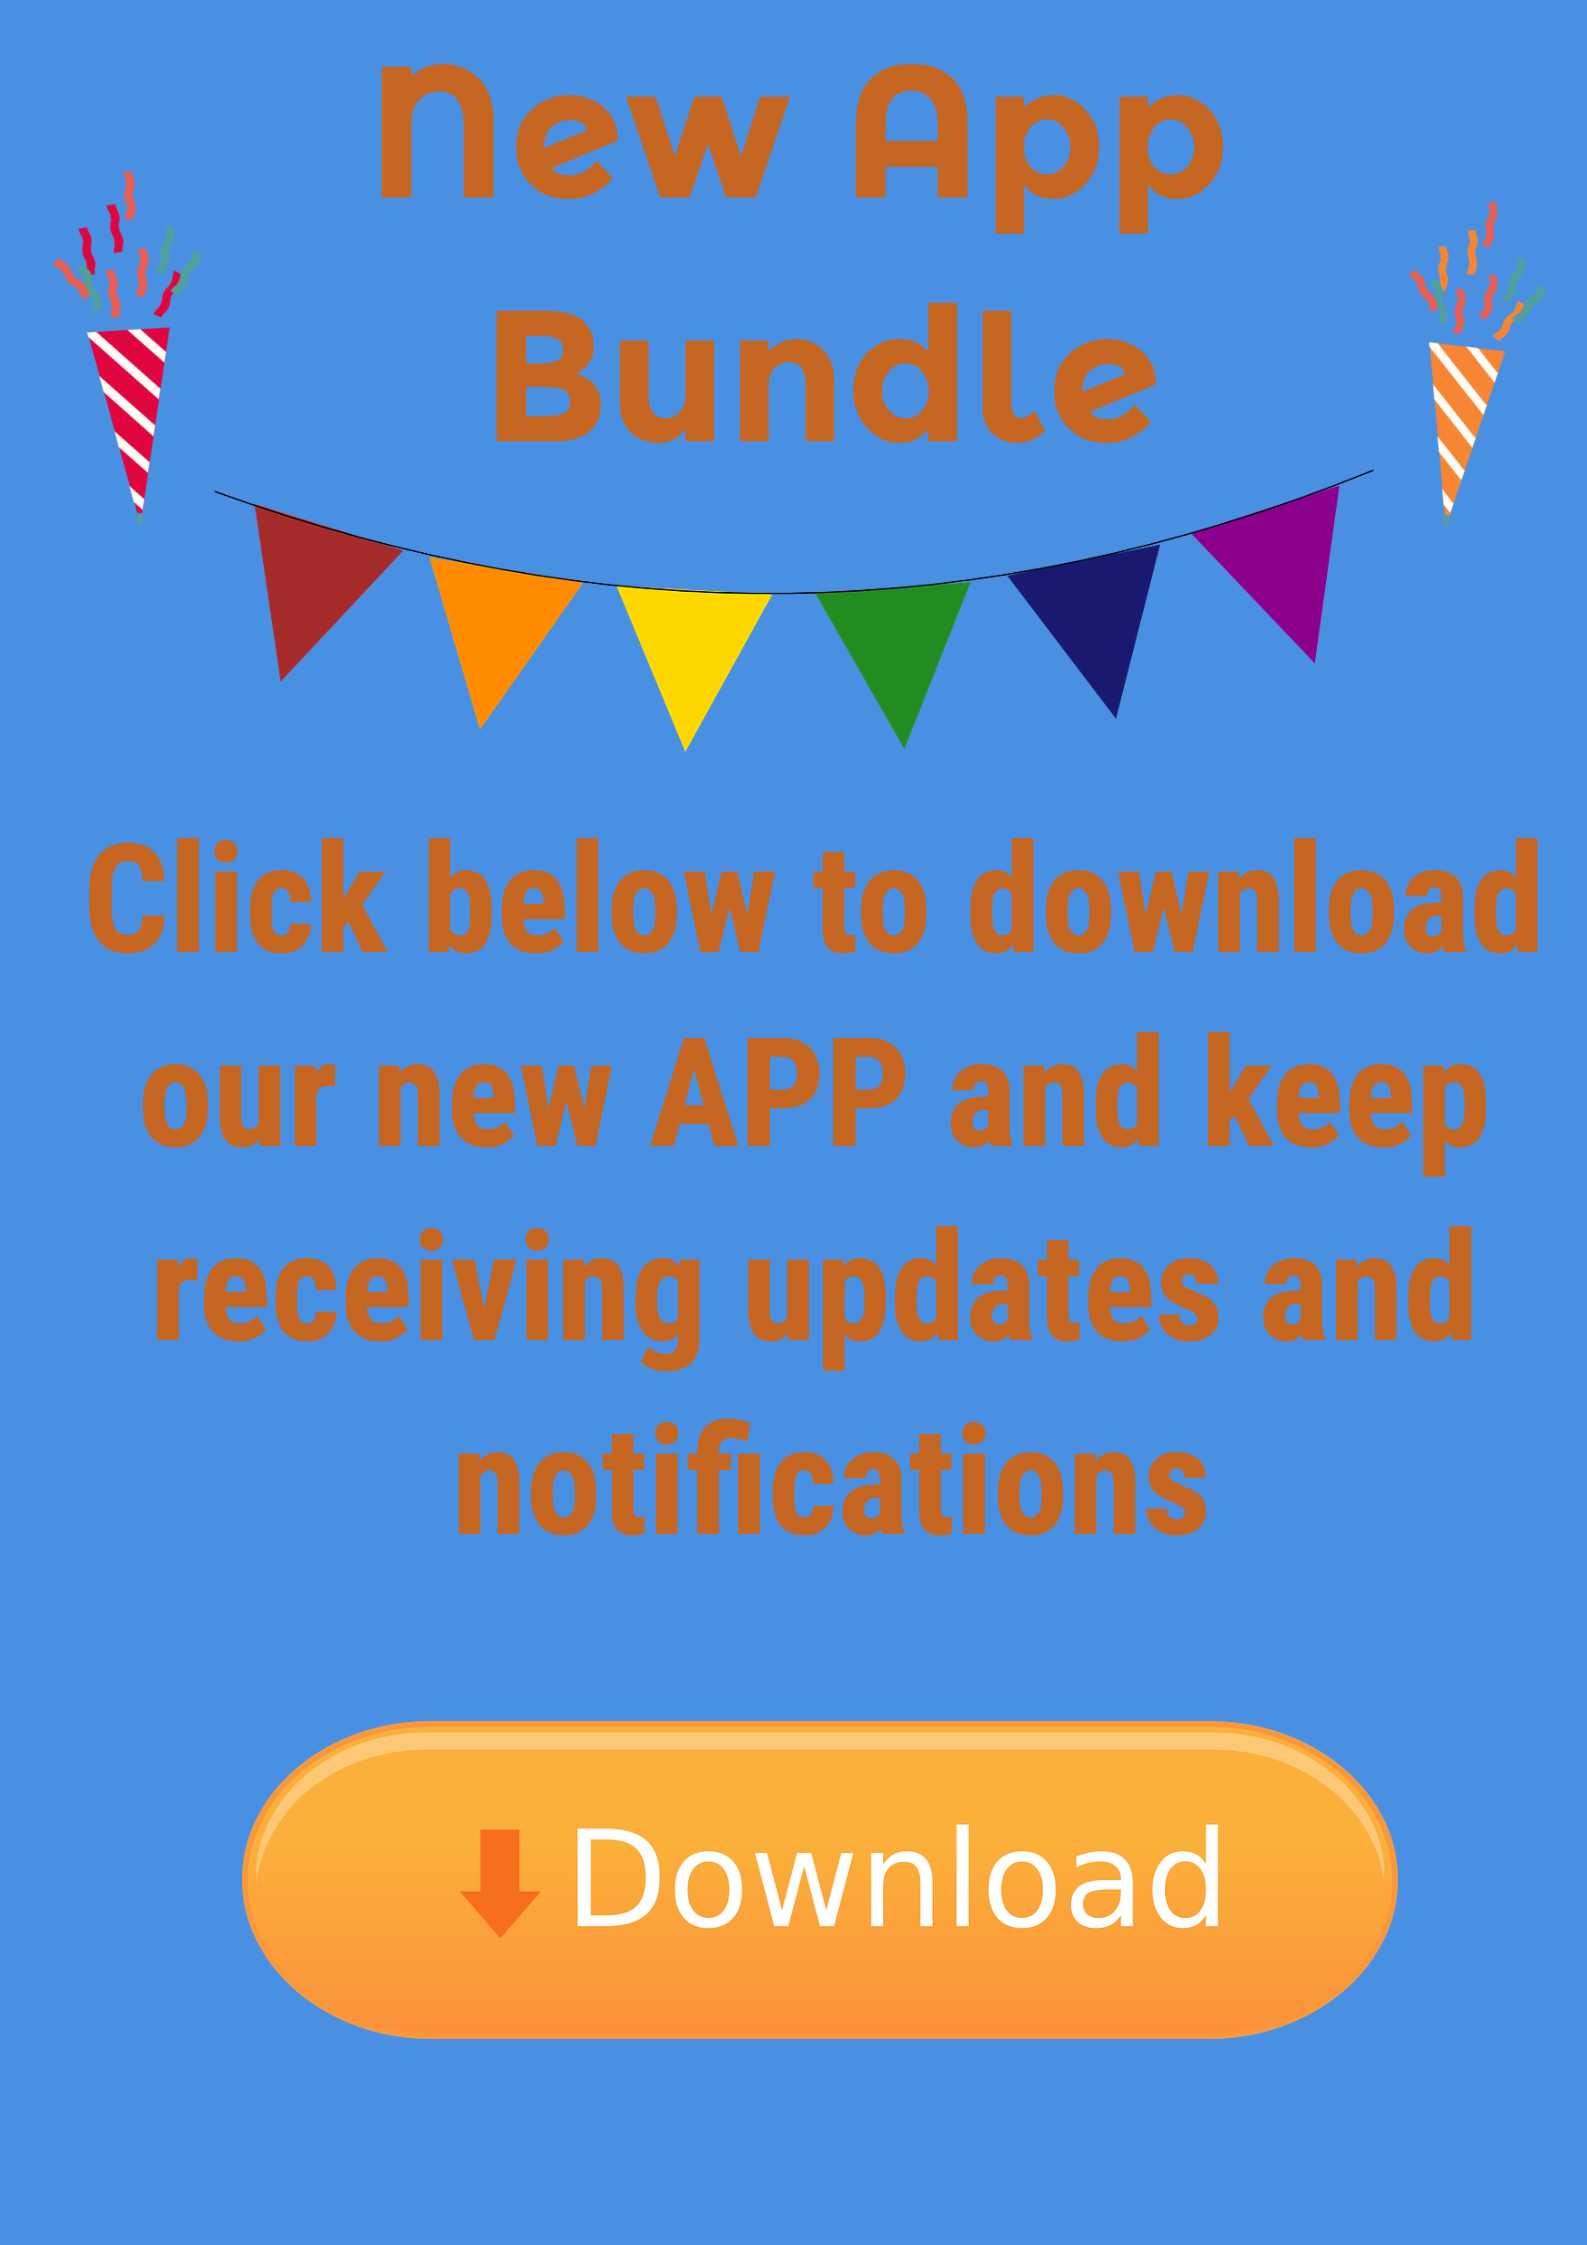 New App
Bundle
Click below to download
our new APP and keep
receiving updates and
notifications
Download